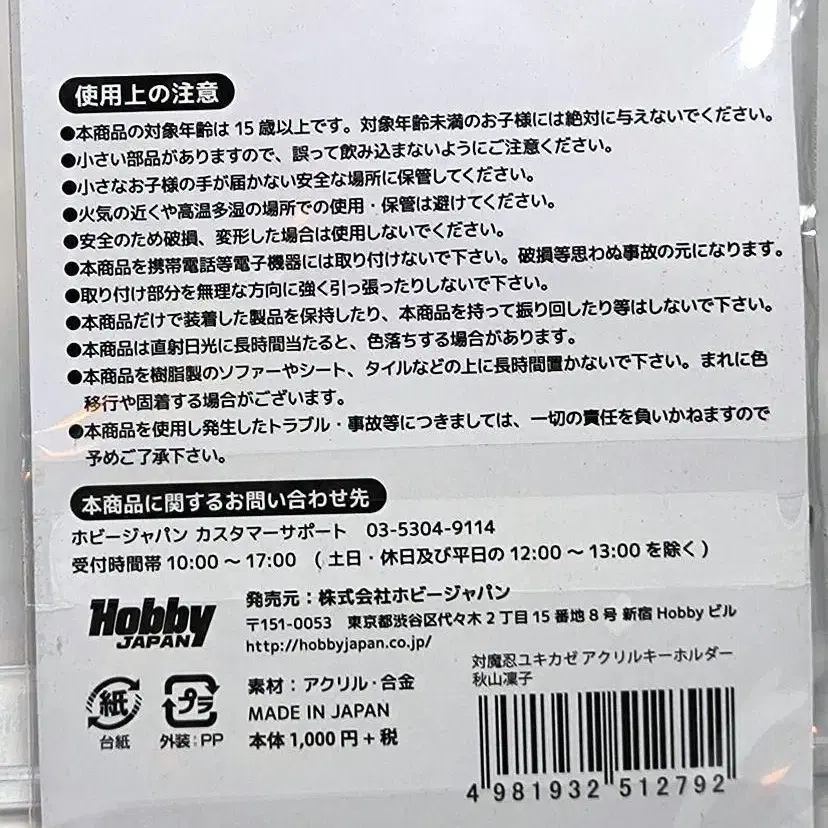 使用上の注意
●本商品の対象年齢は15歳以上です。対象年齢未満のお子様には絶対に与えないでください。
●小さい部品がありますので、誤って飲み込まないようにご注意ください。
●小さなお子様の手が届かない安全な場所に保管してください。
●火気の近くや高温多湿の場所での使用・保管は避けてください。
●安全のため破損、変形した場合は使用しないでください。
●本商品を携帯電話等電子機器には取り付けないで下さい。破損等思わぬ事故の元になります。
●取り付け部分を無理な方向に強く引っ張ったりしないで下さい。
●本商品だけで装着した製品を保持したり、本商品を持って振り回したり等はしないで下さい。
●本商品は直射日光に長時間当たると、色落ちする場合があります。
●本商品を樹脂製のソファーやシート、タイルなどの上に長時間置かないで下さい。まれに色
移行や固着する場合がございます。
●本商品を使用し発生したトラブル・事故等につきましては、一切の責任を負いかねますので
予めご了承下さい。
本商品に関するお問い合わせ先
ホビージャパン カスタマーサポート 03-5304-9114
受付時間帯 10:00～17:00 (土日・休日及び平日の12:00～13:00を除く)
Hobby JAPAN
発売元：株式会社ホビージャパン
〒151-0053 東京都渋谷区代々木2丁目15番地8号 新宿Hobbyビル
http://hobbyjapan.co.jp/
対魔忍ユキカゼ アクリルキーホルダー
秋山凜子
紙
台紙
プラ
外装：PP
素材：アクリル・合金
MADE IN JAPAN
本体1,000円+税
4 981932 512792